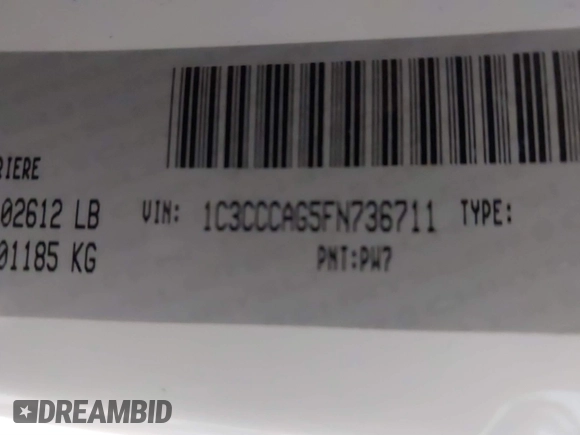 RIERE
02612 LB VIN: 1C3CCCAG5FN736711 TYPE:
01185 KG PNT:PW7
DREAMBID